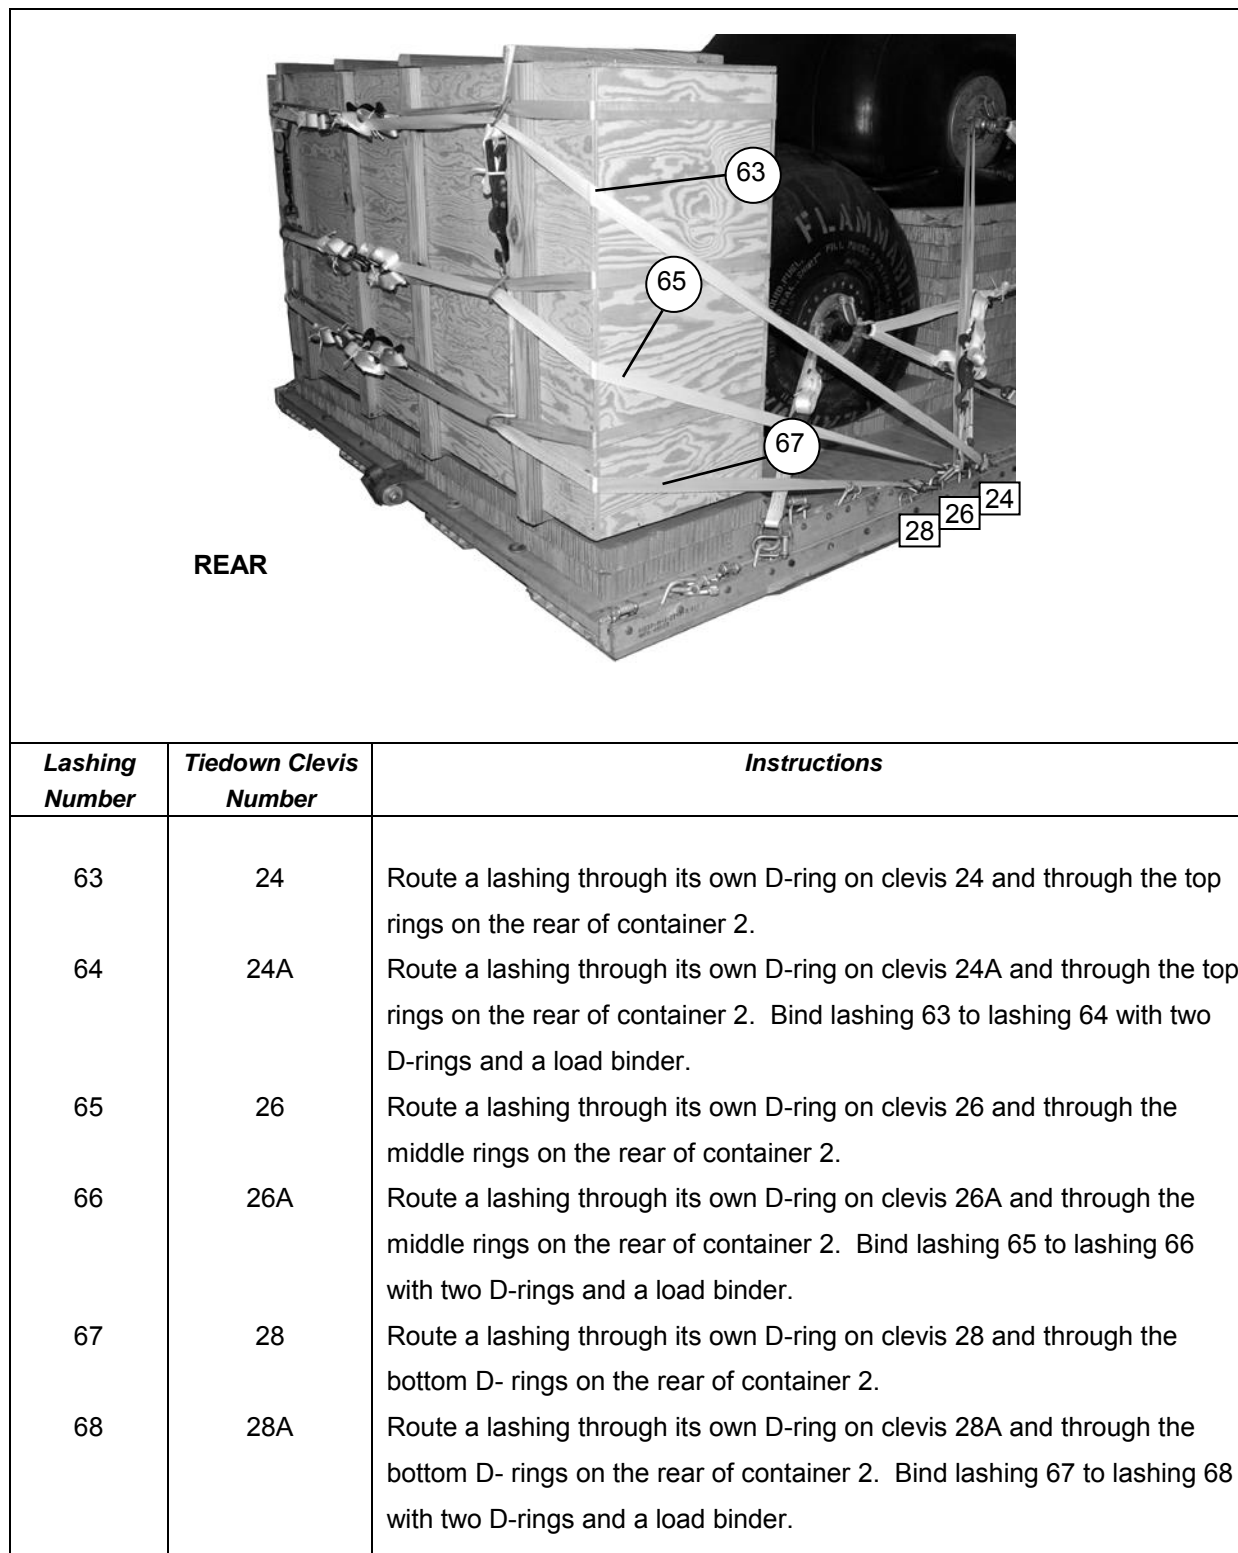 63
65
67
24
26
28
REAR
FLAMMABLE
Lashing Number
Tiedown Clevis Number
Instructions
63
24
Route a lashing through its own D-ring on clevis 24 and through the top
rings on the rear of container 2.
64
24A
Route a lashing through its own D-ring on clevis 24A and through the top
rings on the rear of container 2.  Bind lashing 63 to lashing 64 with two
D-rings and a load binder.
65
26
Route a lashing through its own D-ring on clevis 26 and through the
middle rings on the rear of container 2.
66
26A
Route a lashing through its own D-ring on clevis 26A and through the
middle rings on the rear of container 2.  Bind lashing 65 to lashing 66
with two D-rings and a load binder.
67
28
Route a lashing through its own D-ring on clevis 28 and through the
bottom D- rings on the rear of container 2.
68
28A
Route a lashing through its own D-ring on clevis 28A and through the
bottom D- rings on the rear of container 2.  Bind lashing 67 to lashing 68
with two D-rings and a load binder.